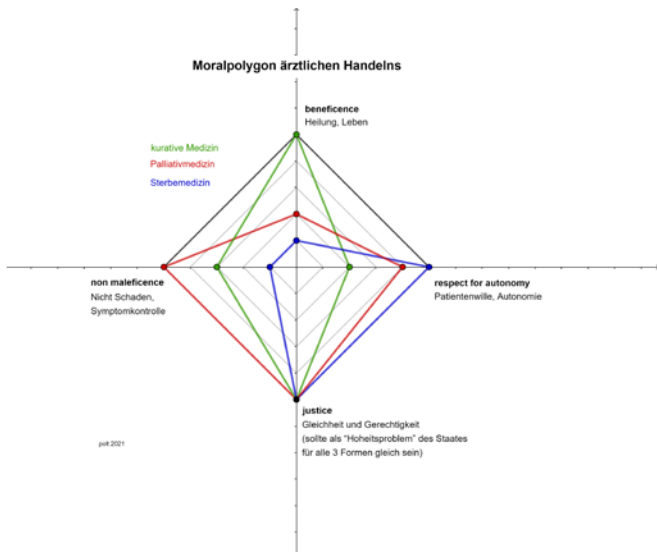 Moralpolygon ärztlichen Handelns
beneficence
Heilung, Leben
kurative Medizin
Palliativmedizin
Sterbemedizin
non maleficence
Nicht Schaden,
Symptomkontrolle
respect for autonomy
Patientenwille, Autonomie
justice
Gleichheit und Gerechtigkeit
(sollte als "Hoheitsproblem" des Staates
für alle 3 Formen gleich sein)
2021